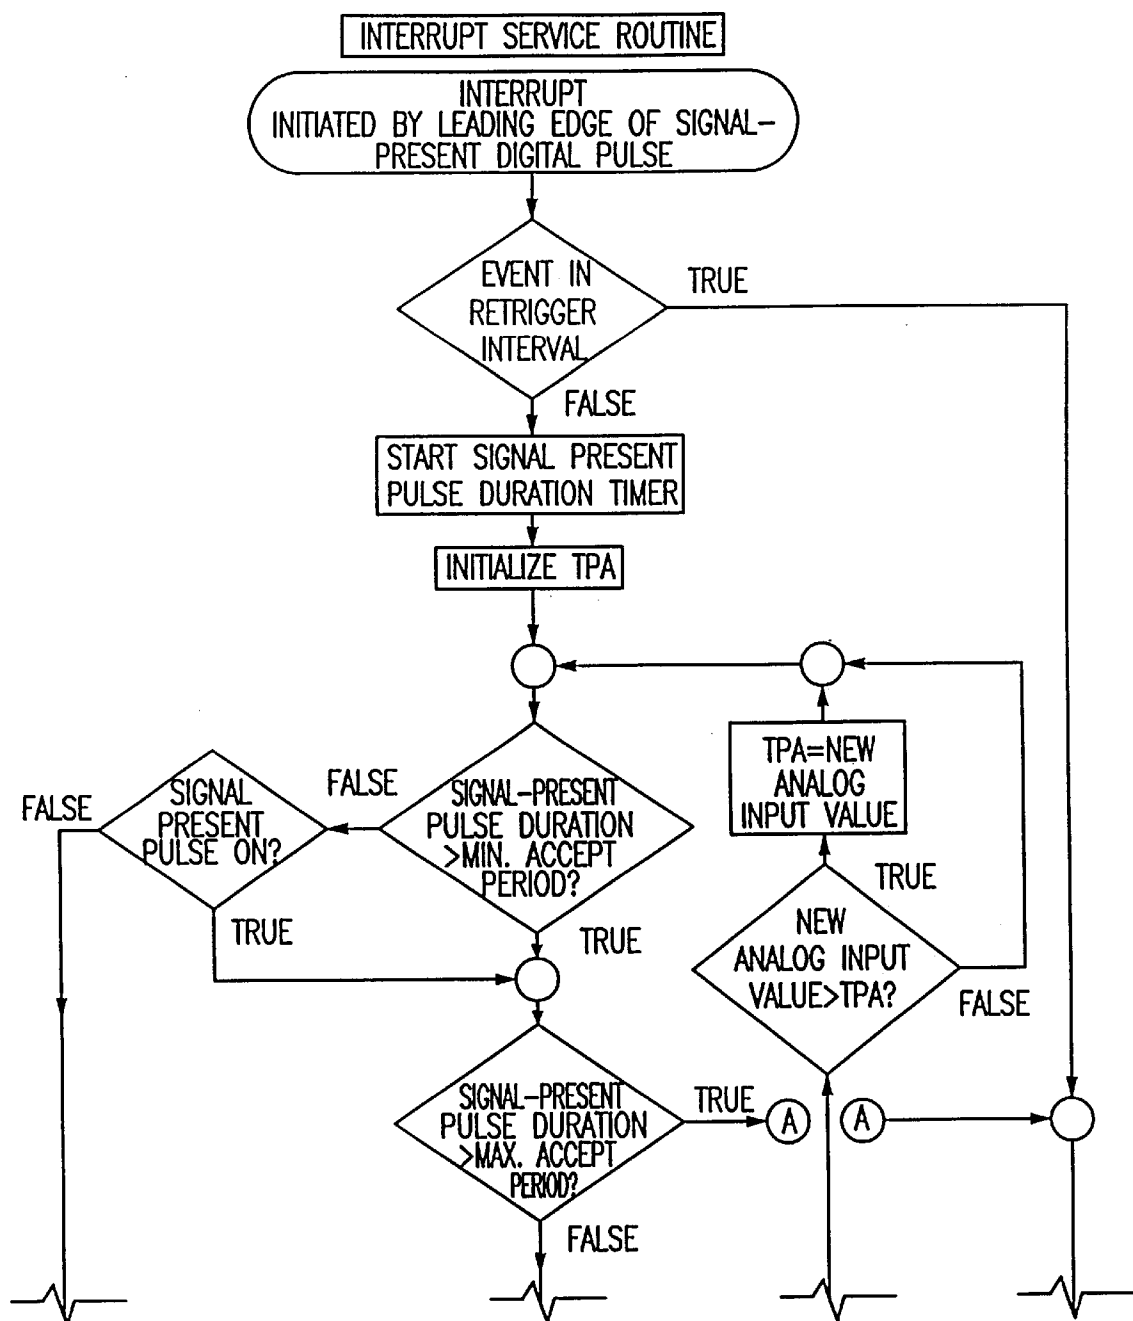 INTERRUPT SERVICE ROUTINE
INTERRUPT
INITIATED BY LEADING EDGE OF SIGNAL-
PRESENT DIGITAL PULSE
EVENT IN
RETRIGGER
INTERVAL
TRUE
FALSE
START SIGNAL PRESENT
PULSE DURATION TIMER
INITIALIZE TPA
TPA=NEW
ANALOG
INPUT VALUE
SIGNAL
PRESENT
PULSE ON?
FALSE
FALSE
TRUE
SIGNAL-PRESENT
PULSE DURATION
>MIN. ACCEPT
PERIOD?
TRUE
NEW
ANALOG INPUT
VALUE>TPA?
TRUE
FALSE
SIGNAL-PRESENT
PULSE DURATION
>MAX. ACCEPT
PERIOD?
TRUE
A
A
FALSE